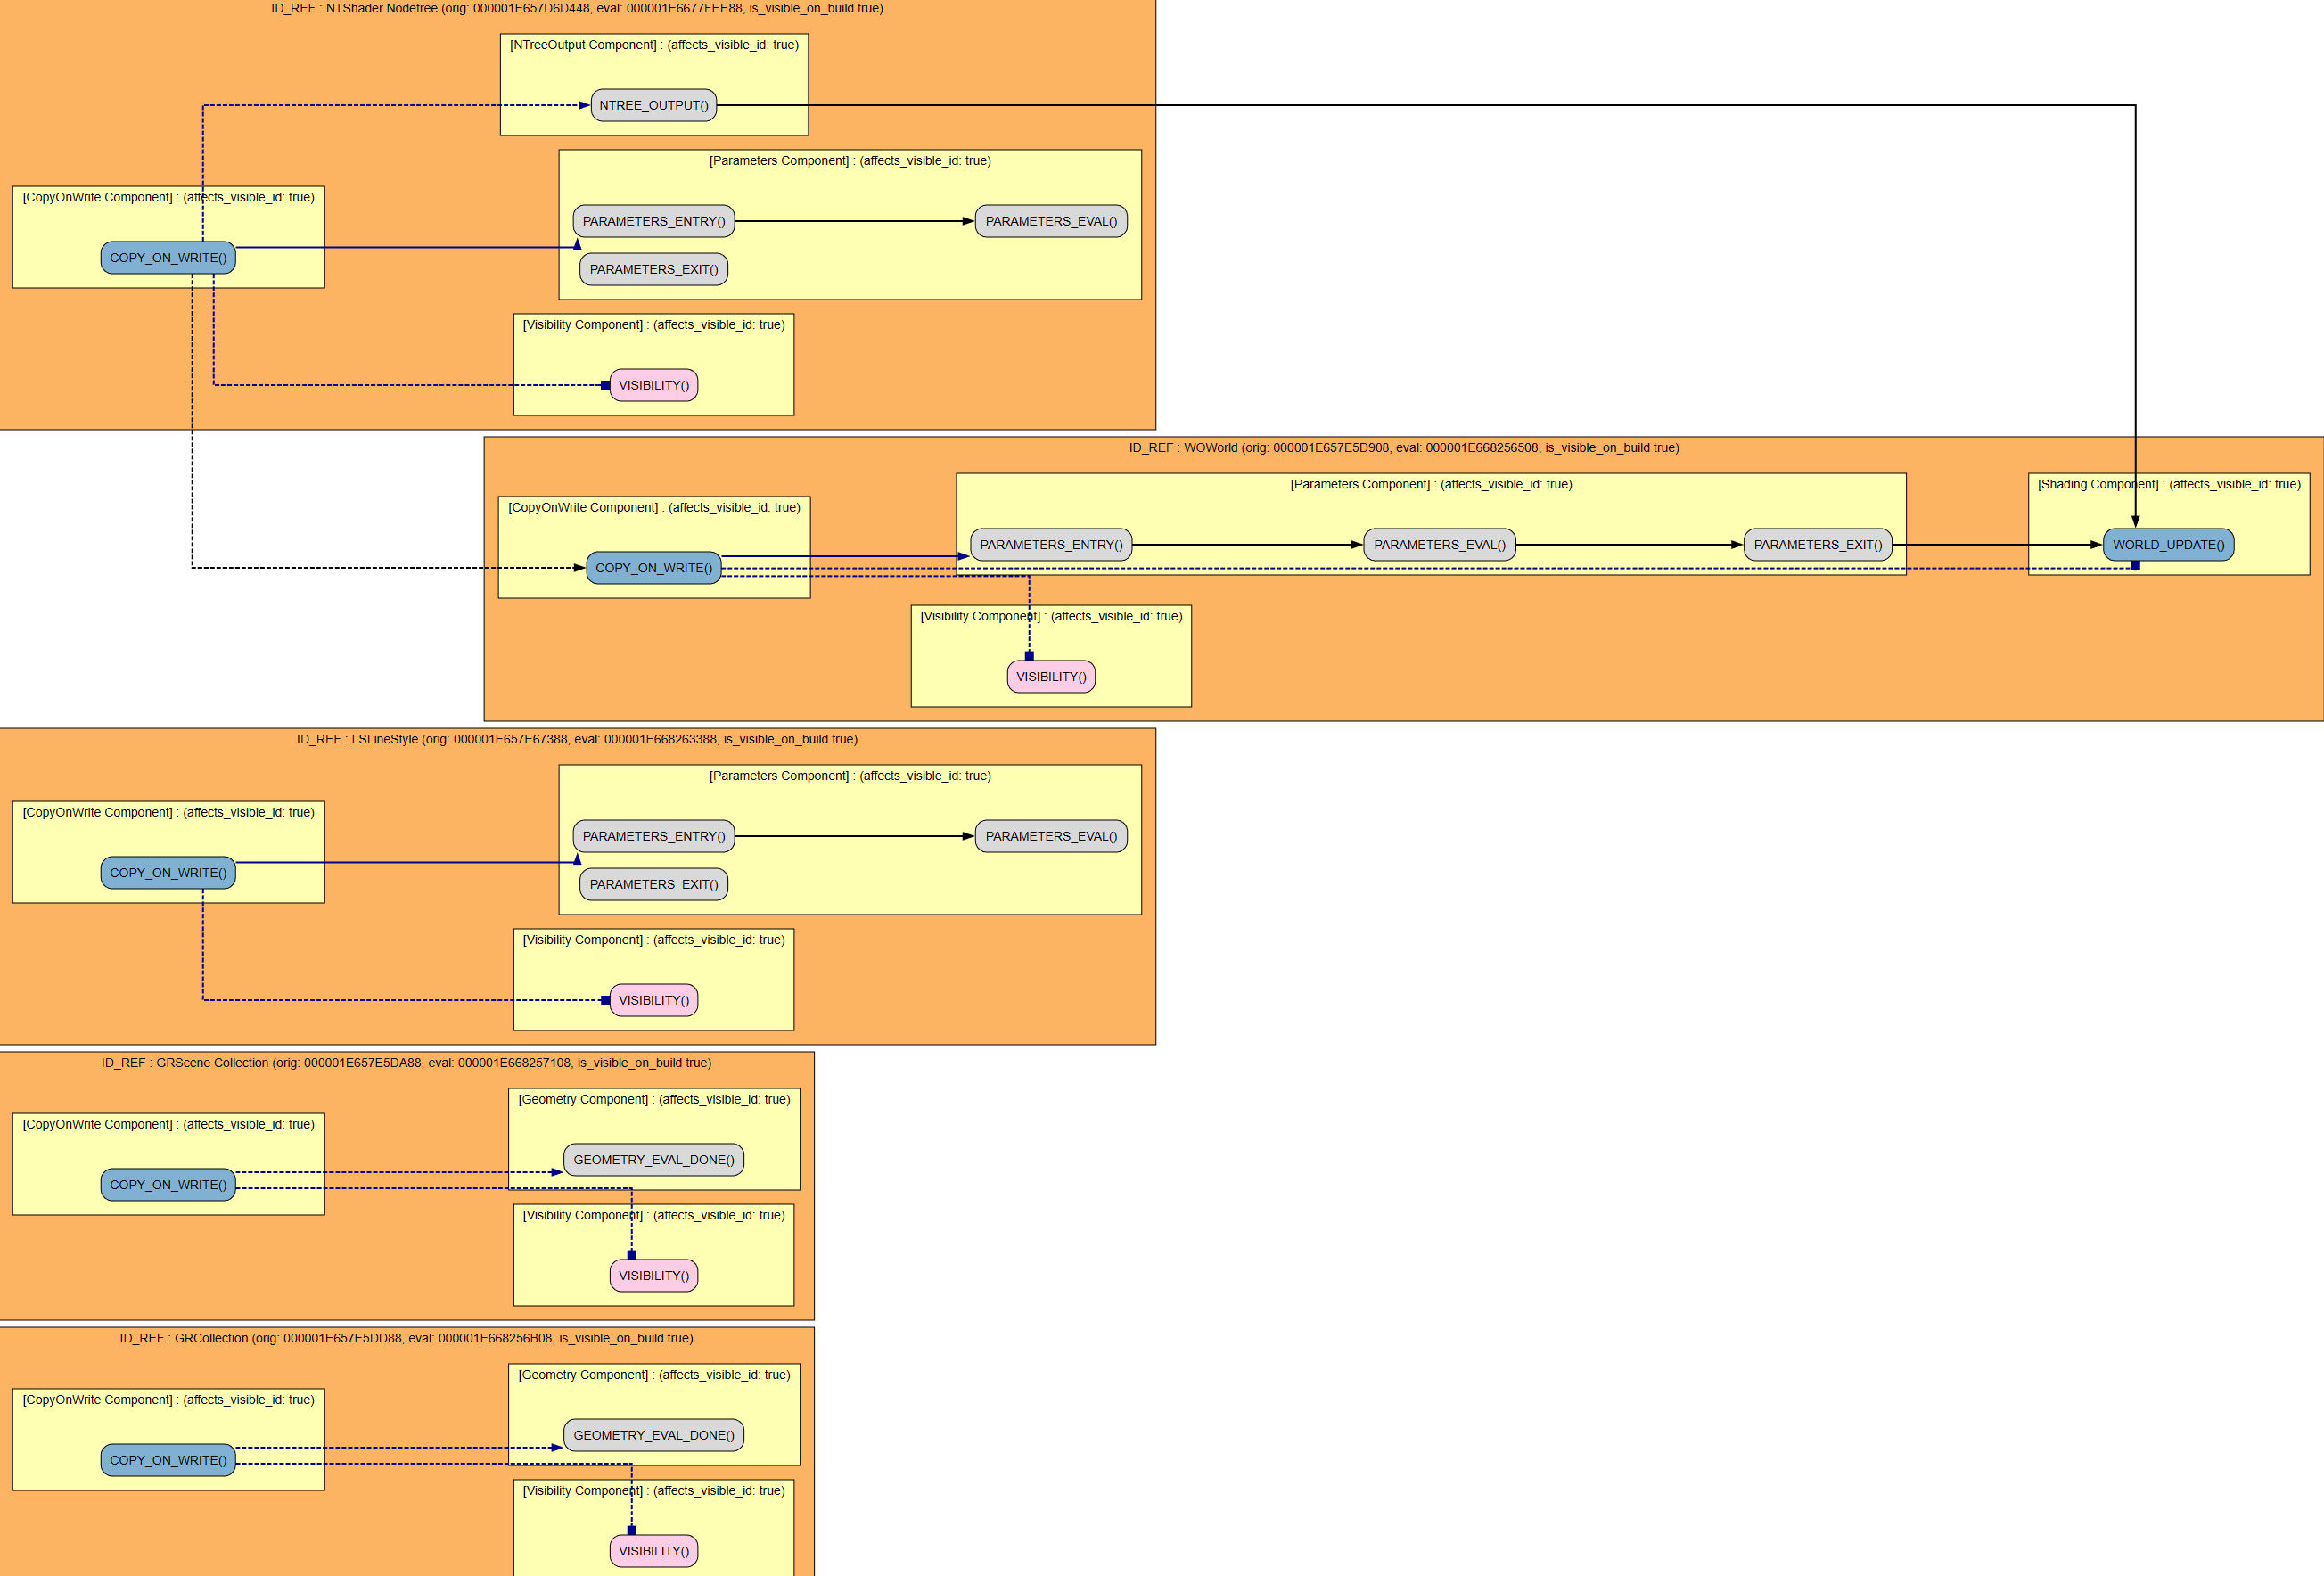 ID_REF : NTShader Nodetree (orig: 000001E657D6D448, eval: 000001E6677FEE88, is_visible_on_build true)
[NTreeOutput Component] : (affects_visible_id: true)
NTREE_OUTPUT()
[Parameters Component] : (affects_visible_id: true)
[CopyOnWrite Component] : (affects_visible_id: true)
PARAMETERS_ENTRY()
PARAMETERS_EVAL()
COPY_ON_WRITE()
PARAMETERS_EXIT()
[Visibility Component] : (affects_visible_id: true)
VISIBILITY()
ID_REF : WOWorld (orig: 000001E657E5D908, eval: 000001E668256508, is_visible_on_build true)
[Parameters Component] : (affects_visible_id: true)
[Shading Component] : (affects_visible_id: true)
[CopyOnWrite Component] : (affects_visible_id: true)
PARAMETERS_ENTRY()
PARAMETERS_EVAL()
PARAMETERS_EXIT()
WORLD_UPDATE()
COPY_ON_WRITE()
[Visibility Component] : (affects_visible_id: true)
VISIBILITY()
ID_REF : LSLineStyle (orig: 000001E657E67388, eval: 000001E668263388, is_visible_on_build true)
[Parameters Component] : (affects_visible_id: true)
[CopyOnWrite Component] : (affects_visible_id: true)
PARAMETERS_ENTRY()
PARAMETERS_EVAL()
COPY_ON_WRITE()
PARAMETERS_EXIT()
[Visibility Component] : (affects_visible_id: true)
VISIBILITY()
ID_REF : GRScene Collection (orig: 000001E657E5DA88, eval: 000001E668257108, is_visible_on_build true)
[Geometry Component] : (affects_visible_id: true)
[CopyOnWrite Component] : (affects_visible_id: true)
GEOMETRY_EVAL_DONE()
COPY_ON_WRITE()
[Visibility Component] : (affects_visible_id: true)
VISIBILITY()
ID_REF : GRCollection (orig: 000001E657E5DD88, eval: 000001E668256B08, is_visible_on_build true)
[Geometry Component] : (affects_visible_id: true)
[CopyOnWrite Component] : (affects_visible_id: true)
GEOMETRY_EVAL_DONE()
COPY_ON_WRITE()
[Visibility Component] : (affects_visible_id: true)
VISIBILITY()